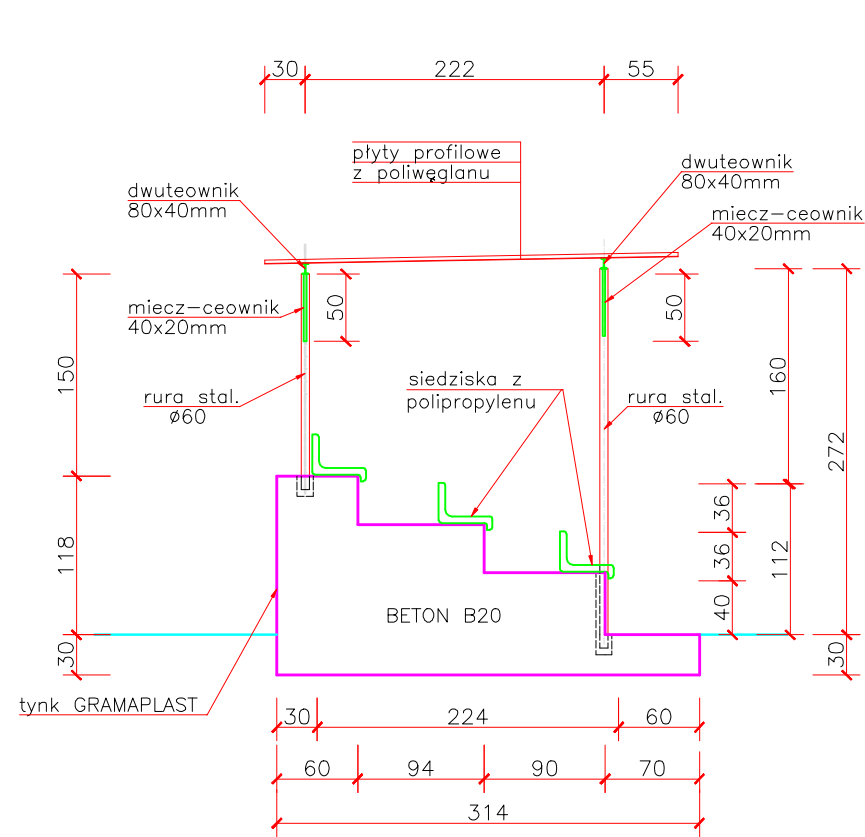 30
222
55
płyty profilowe
z poliwęglanu
dwuteownik
80x40mm
dwuteownik
80x40mm
miecz-ceownik
40x20mm
miecz-ceownik
40x20mm
50
50
150
160
272
rura stal.
ø60
siedziska z
polipropylenu
rura stal.
ø60
36
36
40
112
118
30
30
BETON B20
tynk GRAMAPLAST
30
224
60
60
94
90
70
314